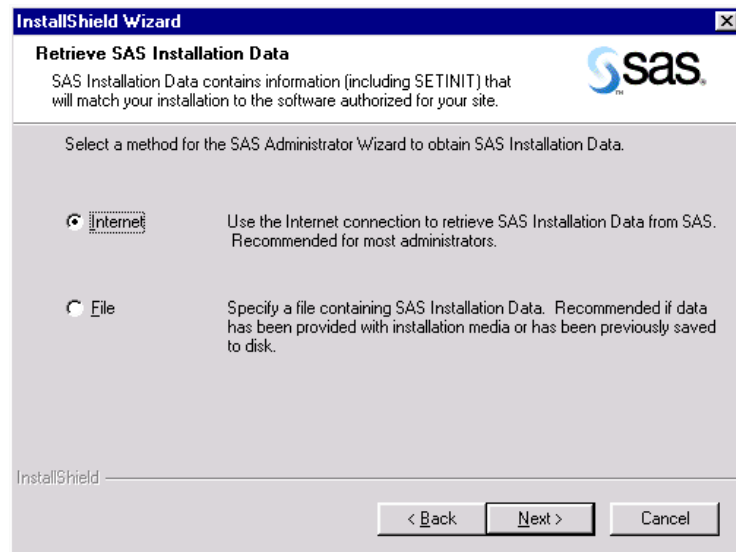 InstallShield Wizard
Retrieve SAS Installation Data
SAS Installation Data contains information (including SETINIT) that
will match your installation to the software authorized for your site.
sas.
TM
Select a method for the SAS Administrator Wizard to obtain SAS Installation Data.
Internet
Use the Internet connection to retrieve SAS Installation Data from SAS.
Recommended for most administrators.
File
Specify a file containing SAS Installation Data. Recommended if data
has been provided with installation media or has been previously saved
to disk.
InstallShield
< Back
Next >
Cancel